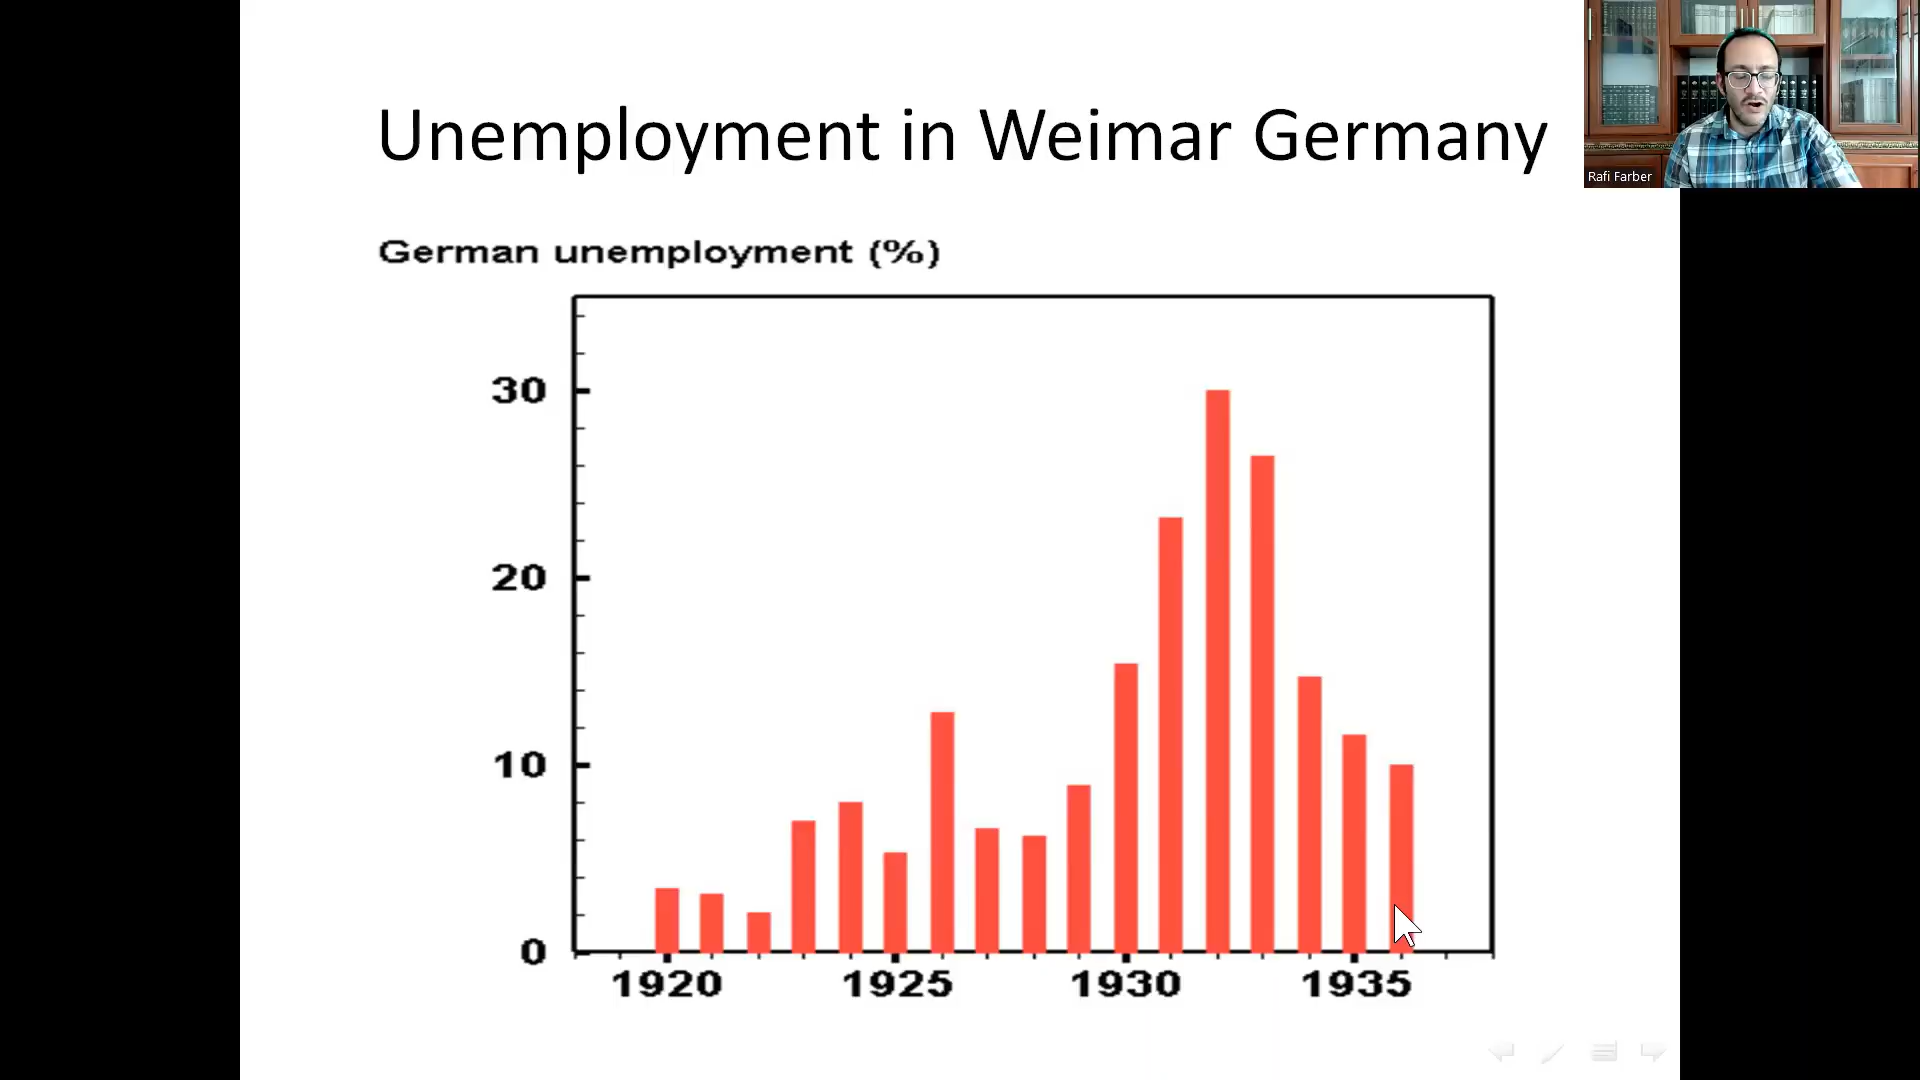 Unemployment in Weimar Germany
Rafi Farber
German unemployment (%)
30
20
10
0
1920 1925 1930 1935